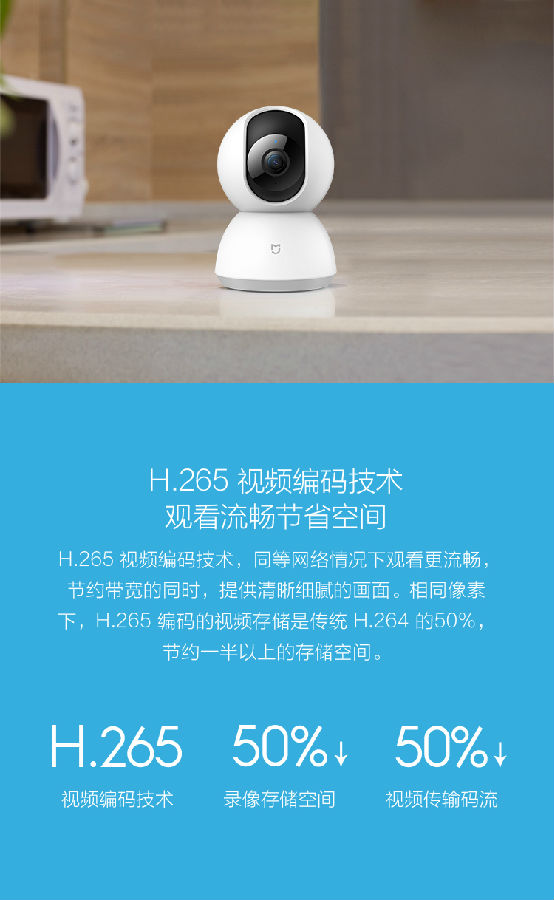 H.265 视频编码技术
观看流畅节省空间
H.265 视频编码技术，同等网络情况下观看更流畅，
节约带宽的同时，提供清晰细腻的画面。相同像素
下，H.265 编码的视频存储是传统 H.264 的50%，
节约一半以上的存储空间。
H.265 50%↓ 50%↓
视频编码技术 录像存储空间 视频传输码流